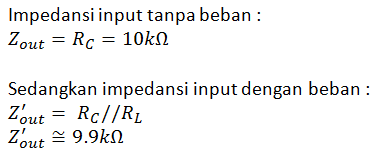 Impedansi input tanpa beban :
Z_out = R_C = 10kΩ
Sedangkan impedansi input dengan beban :
Z'_out = R_C//R_L
Z'_out ≅ 9.9kΩ